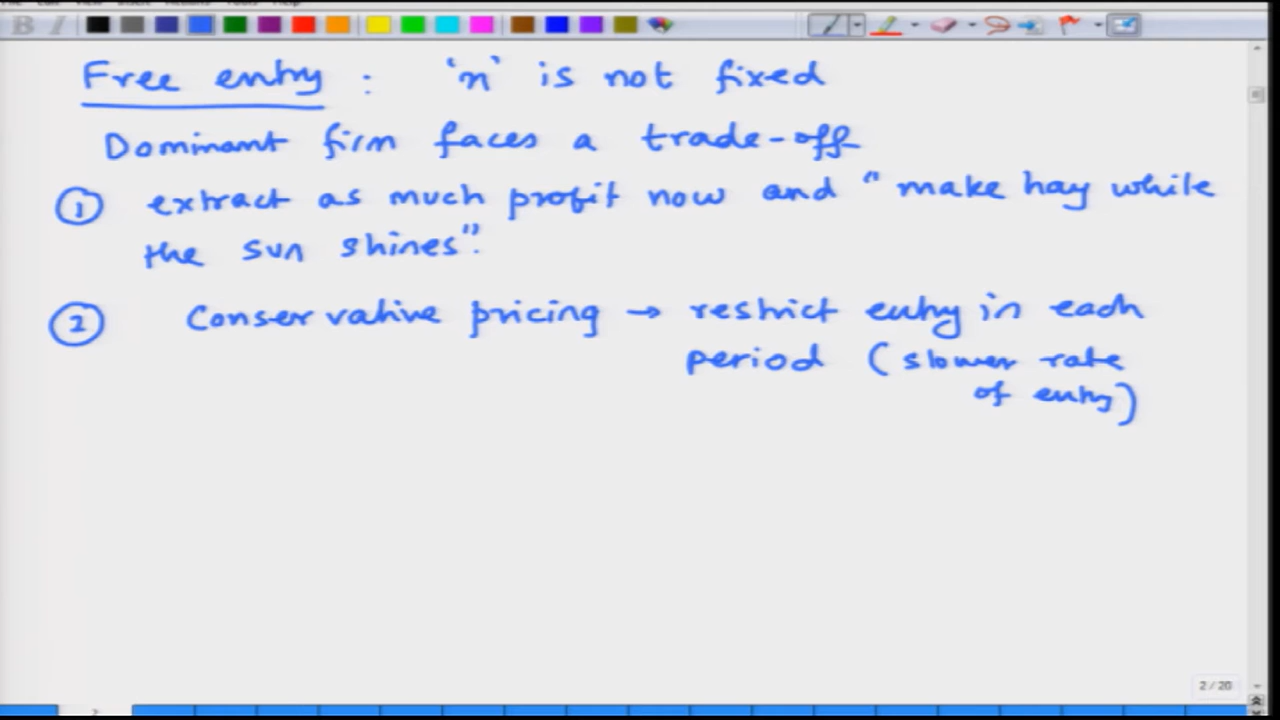 Free entry : 'n' is not fixed
Dominant firm faces a trade-off
① extract as much profit now and "make hay while
the sun shines".
② Conservative pricing → restrict entry in each
period (slower rate
of entry)
2 / 20